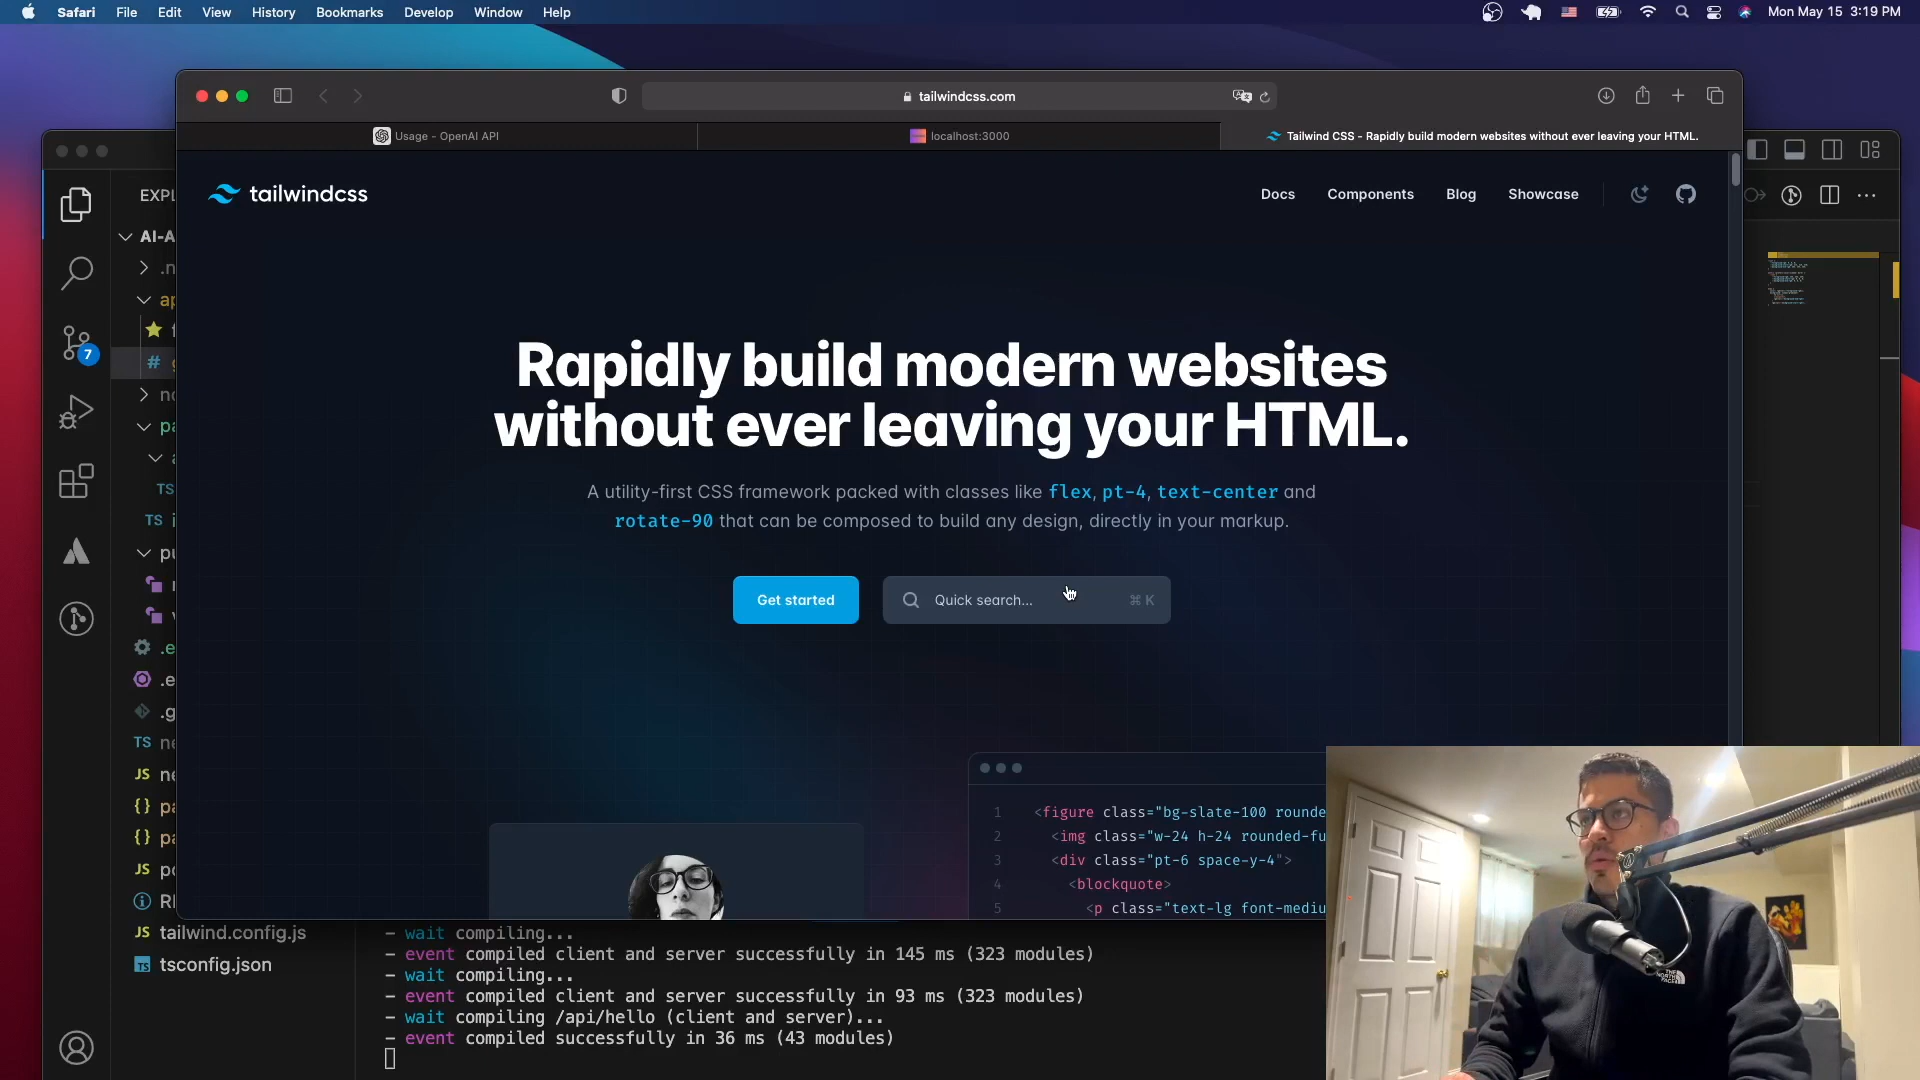 Safari File Edit View History Bookmarks Develop Window Help
Mon May 15 3:19 PM
tailwindcss.com
Usage - OpenAI API
localhost:3000
Tailwind CSS - Rapidly build modern websites without ever leaving your HTML.
tailwindcss
Docs Components Blog Showcase
Rapidly build modern websites
without ever leaving your HTML.
A utility-first CSS framework packed with classes like flex, pt-4, text-center and
rotate-90 that can be composed to build any design, directly in your markup.
Get started
Quick search... ⌘ K
1 <figure class="bg-slate-100 rounde
2 <img class="w-24 h-24 rounded-fu
3 <div class="pt-6 space-y-4">
4 <blockquote>
5 <p class="text-lg font-mediu
EXPL
AI-A
7
TS
TS
TS
JS
{}
{}
JS
JS tailwind.config.js
TS tsconfig.json
- wait compiling...
- event compiled client and server successfully in 145 ms (323 modules)
- wait compiling...
- event compiled client and server successfully in 93 ms (323 modules)
- wait compiling /api/hello (client and server)...
- event compiled successfully in 36 ms (43 modules)
THE
NORTH
FACE